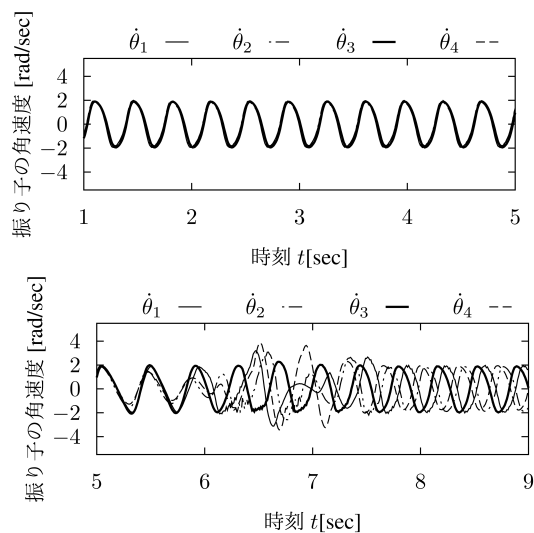 θ̇₁ θ̇₂ θ̇₃ θ̇₄
振り子の角速度 [rad/sec]
4
2
0
−2
−4
1 2 3 4 5
時刻 t[sec]
θ̇₁ θ̇₂ θ̇₃ θ̇₄
振り子の角速度 [rad/sec]
4
2
0
−2
−4
5 6 7 8 9
時刻 t[sec]